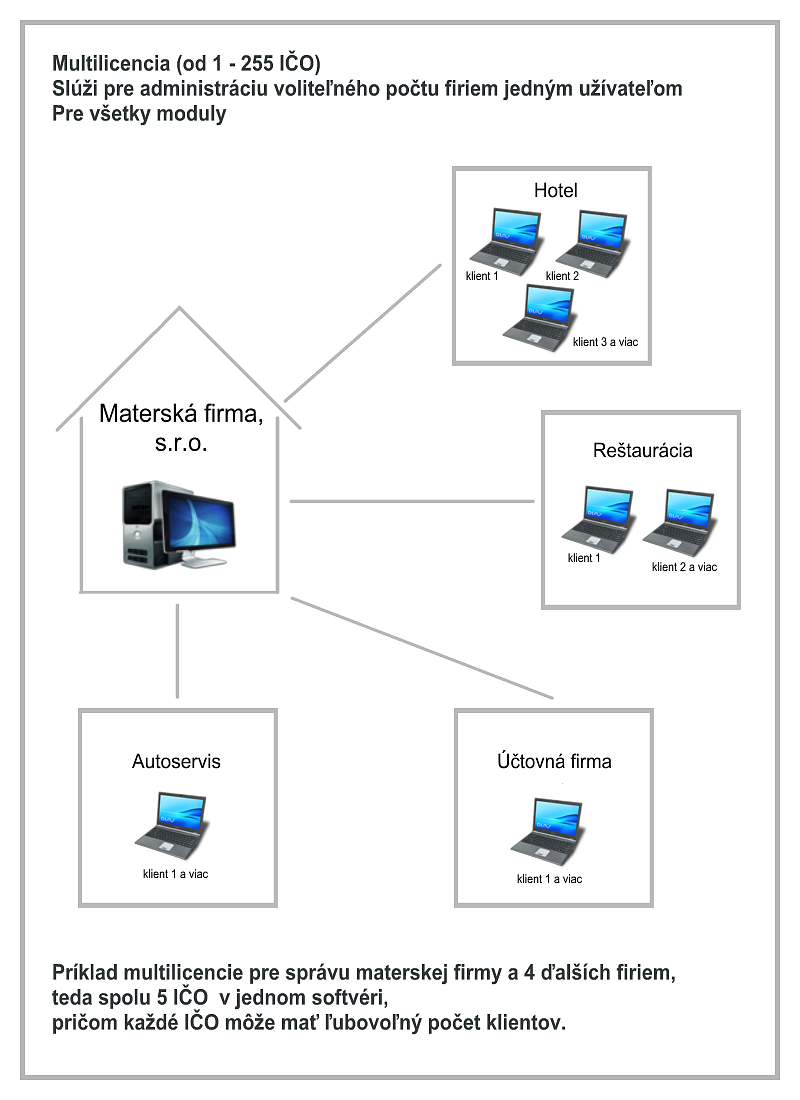 Multilicencia (od 1 - 255 IČO)
Slúži pre administráciu voliteľného počtu firiem jedným užívateľom
Pre všetky moduly
Hotel
klient 1
klient 2
klient 3 a viac
Materská firma,
s.r.o.
Reštaurácia
klient 1
klient 2 a viac
Autoservis
klient 1 a viac
Účtovná firma
klient 1 a viac
Príklad multilicencie pre správu materskej firmy a 4 ďalších firiem,
teda spolu 5 IČO v jednom softvéri,
pričom každé IČO môže mať ľubovoľný počet klientov.